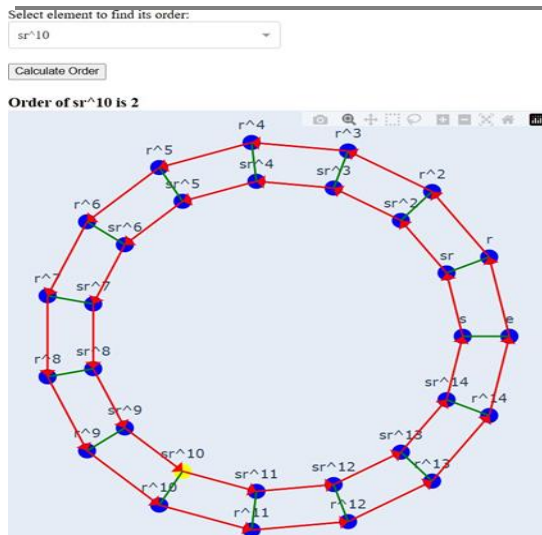 Select element to find its order:
sr^10
Calculate Order
Order of sr^10 is 2
r^4
r^5
r^3
sr^4
sr^5
sr^3
r^6
r^2
sr^6
sr^2
r
sr
r^7
sr^7
s
e
r^8
sr^8
sr^14
r^14
sr^9
r^9
sr^13
sr^10
sr^12
r^13
sr^11
r^10
r^12
r^11